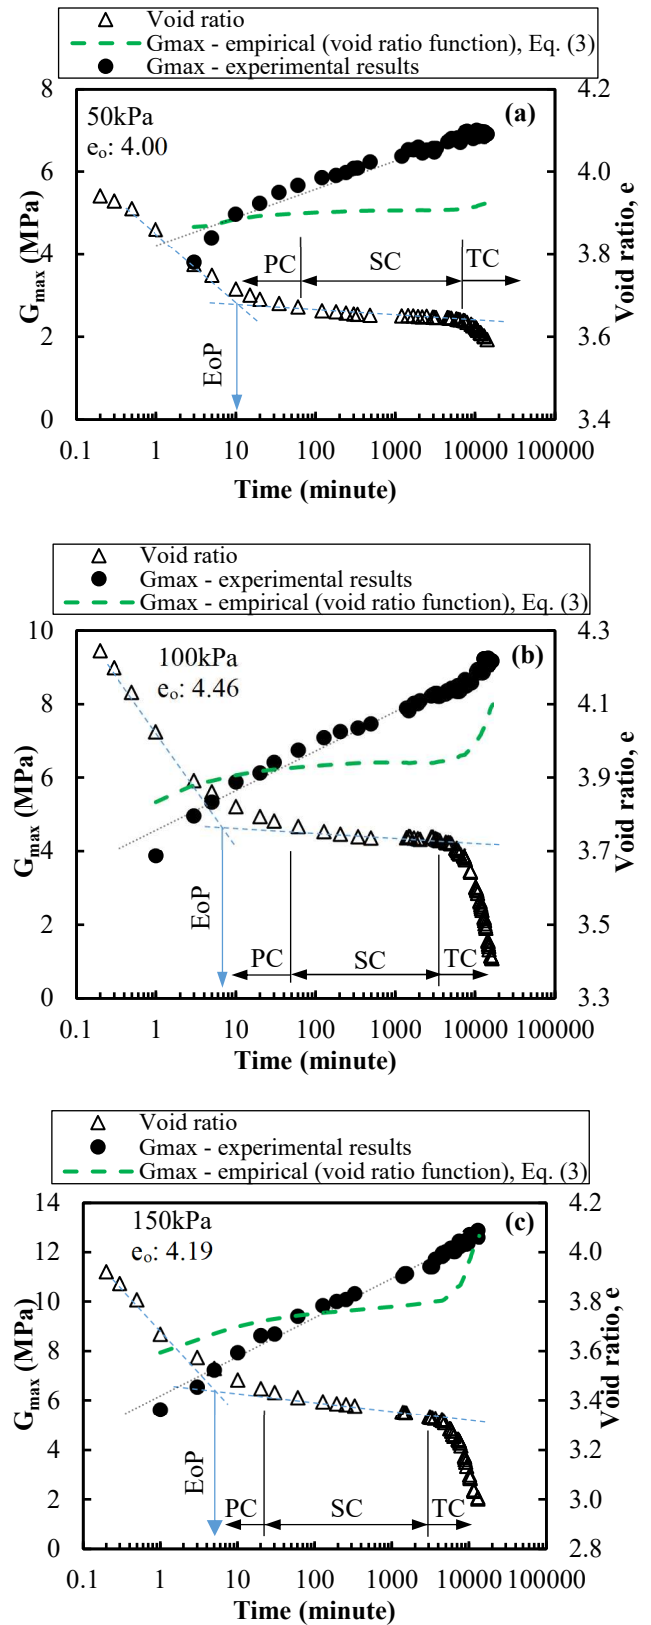 Void ratio
Gmax - empirical (void ratio function), Eq. (3)
Gmax - experimental results
8 4.2
50kPa (a)
eo: 4.00
6 4.0
Gmax (MPa) Void ratio, e
4 PC SC TC 3.8
2 EoP 3.6
0 3.4
0.1 1 10 100 1000 10000 100000
Time (minute)
Void ratio
Gmax - experimental results
Gmax - empirical (void ratio function), Eq. (3)
10 4.3
100kPa (b)
eo: 4.46
8 4.1
6 3.9
Gmax (MPa) Void ratio, e
4 3.7
2 EoP PC SC TC 3.5
0 3.3
0.1 1 10 100 1000 10000 100000
Time (minute)
Void ratio
Gmax - experimental results
Gmax - empirical (void ratio function), Eq. (3)
14 4.2
150kPa (c)
eo: 4.19
12 4.0
10 3.8
8 3.6
Gmax (MPa) Void ratio, e
6 3.4
4 3.2
2 EoP PC SC TC 3.0
0 2.8
0.1 1 10 100 1000 10000 100000
Time (minute)